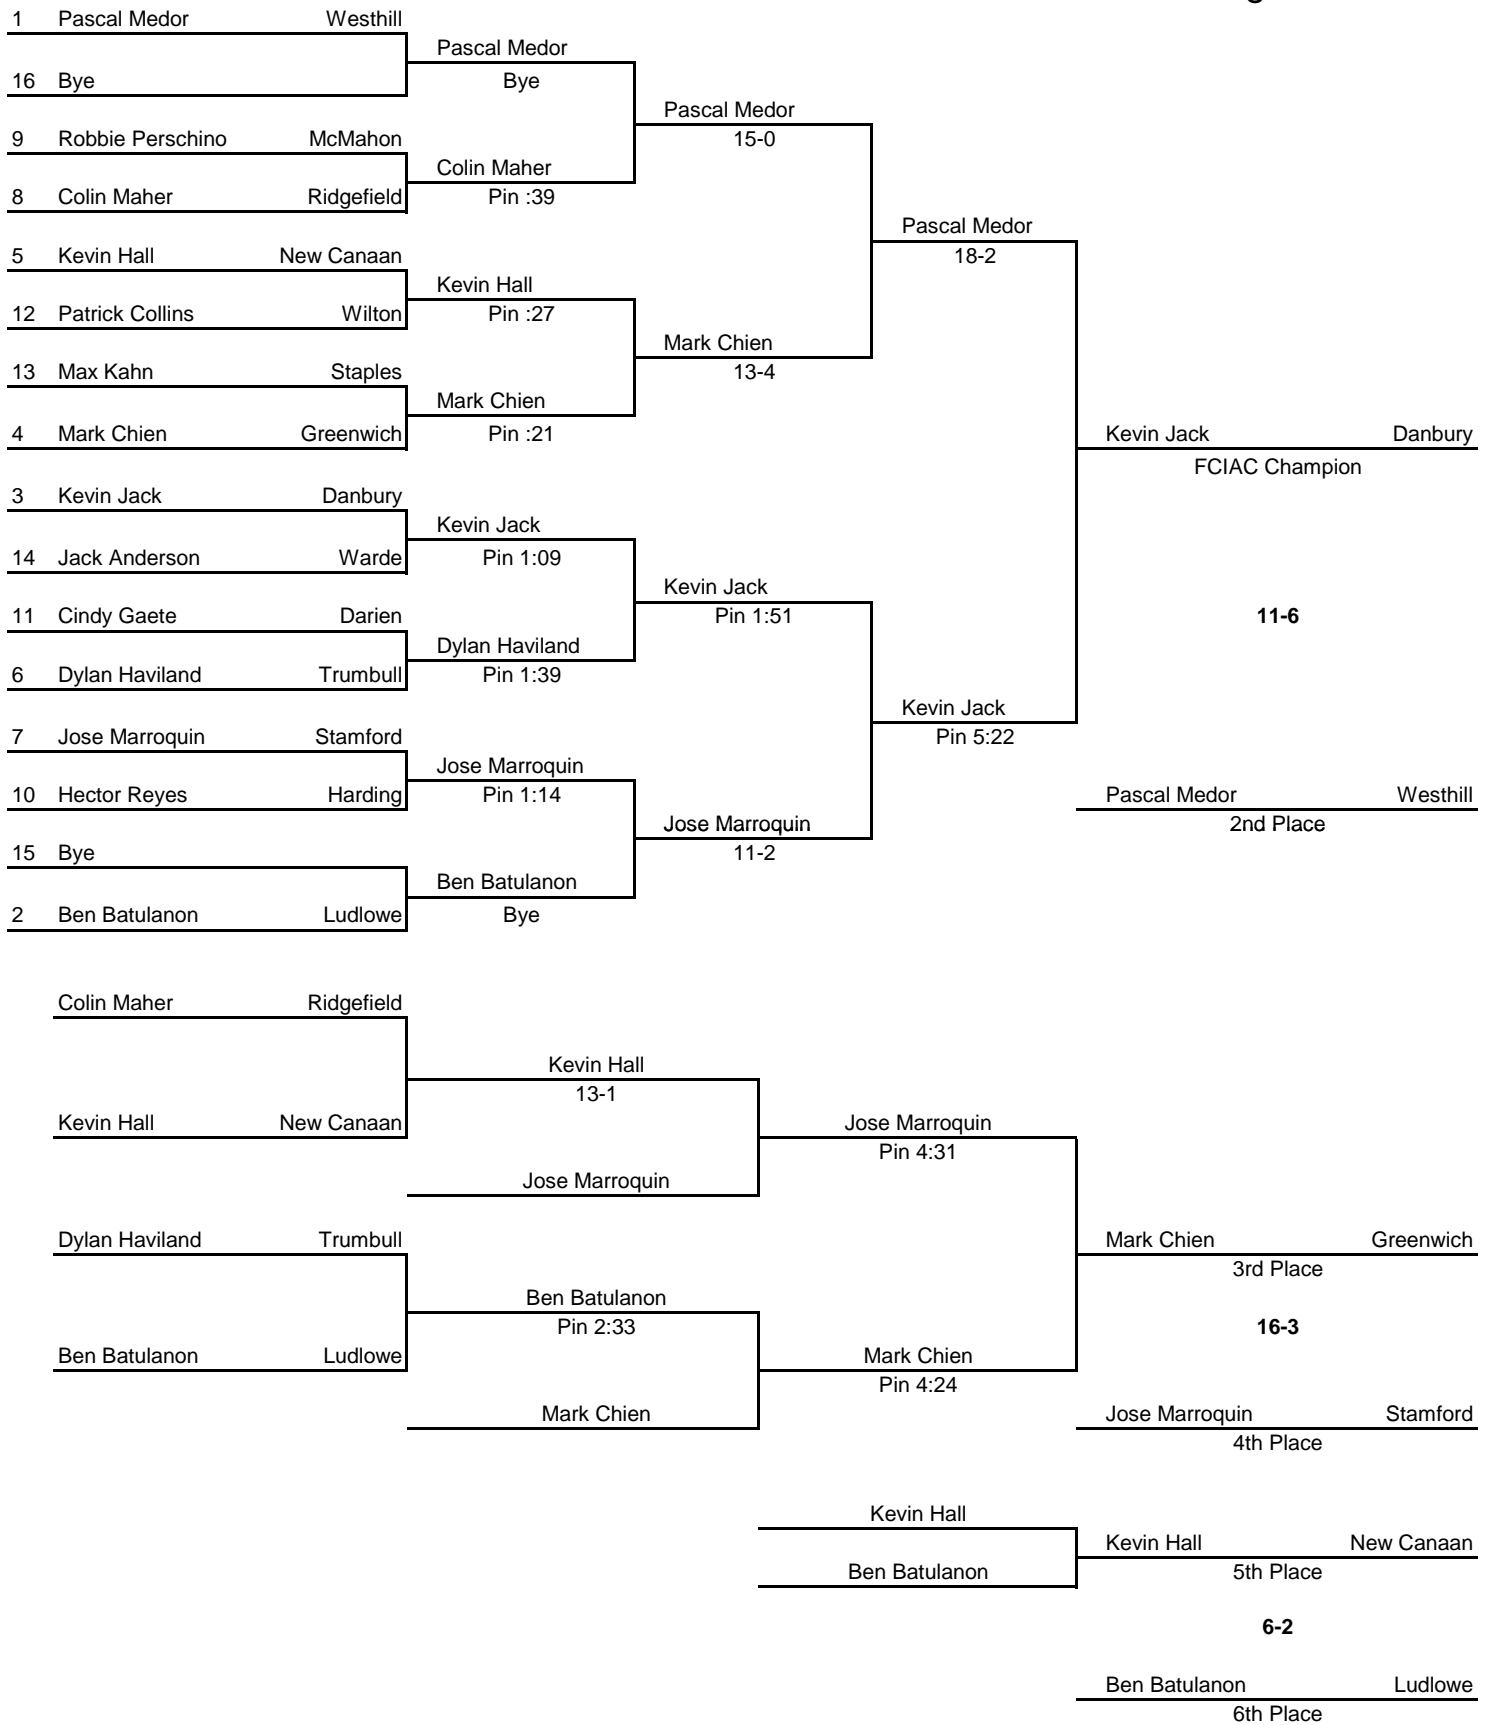 1 Pascal Medor Westhill
Pascal Medor
16 Bye Bye
Pascal Medor
9 Robbie Perschino McMahon 15-0
Colin Maher
8 Colin Maher Ridgefield Pin :39
Pascal Medor
5 Kevin Hall New Canaan 18-2
Kevin Hall
12 Patrick Collins Wilton Pin :27
Mark Chien
13 Max Kahn Staples 13-4
Mark Chien
4 Mark Chien Greenwich Pin :21 Kevin Jack Danbury
FCIAC Champion
3 Kevin Jack Danbury
Kevin Jack
14 Jack Anderson Warde Pin 1:09
Kevin Jack
11 Cindy Gaete Darien Pin 1:51 11-6
Dylan Haviland
6 Dylan Haviland Trumbull Pin 1:39
Kevin Jack
7 Jose Marroquin Stamford Pin 5:22
Jose Marroquin
10 Hector Reyes Harding Pin 1:14 Pascal Medor Westhill
Jose Marroquin 2nd Place
15 Bye 11-2
Ben Batulanon
2 Ben Batulanon Ludlowe Bye
Colin Maher Ridgefield
Kevin Hall
13-1
Kevin Hall New Canaan Jose Marroquin
Pin 4:31
Jose Marroquin
Dylan Haviland Trumbull Mark Chien Greenwich
3rd Place
Ben Batulanon
Pin 2:33 16-3
Ben Batulanon Ludlowe Mark Chien
Pin 4:24
Mark Chien Jose Marroquin Stamford
4th Place
Kevin Hall
Kevin Hall New Canaan
Ben Batulanon 5th Place
6-2
Ben Batulanon Ludlowe
6th Place